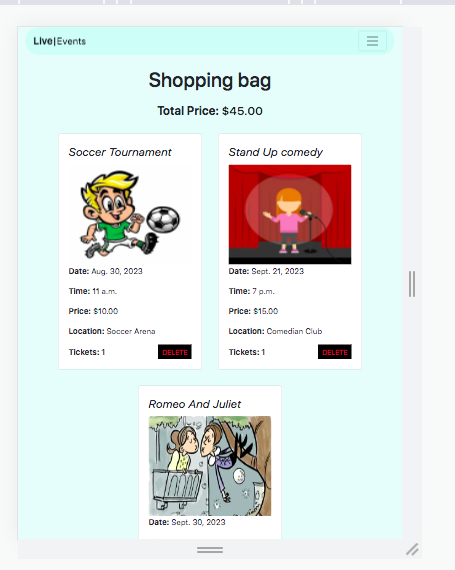 Live|Events
Shopping bag
Total Price: $45.00
Soccer Tournament
Date: Aug. 30, 2023
Time: 11 a.m.
Price: $10.00
Location: Soccer Arena
Tickets: 1
DELETE
Stand Up comedy
Date: Sept. 21, 2023
Time: 7 p.m.
Price: $15.00
Location: Comedian Club
Tickets: 1
DELETE
Romeo And Juliet
Date: Sept. 30, 2023